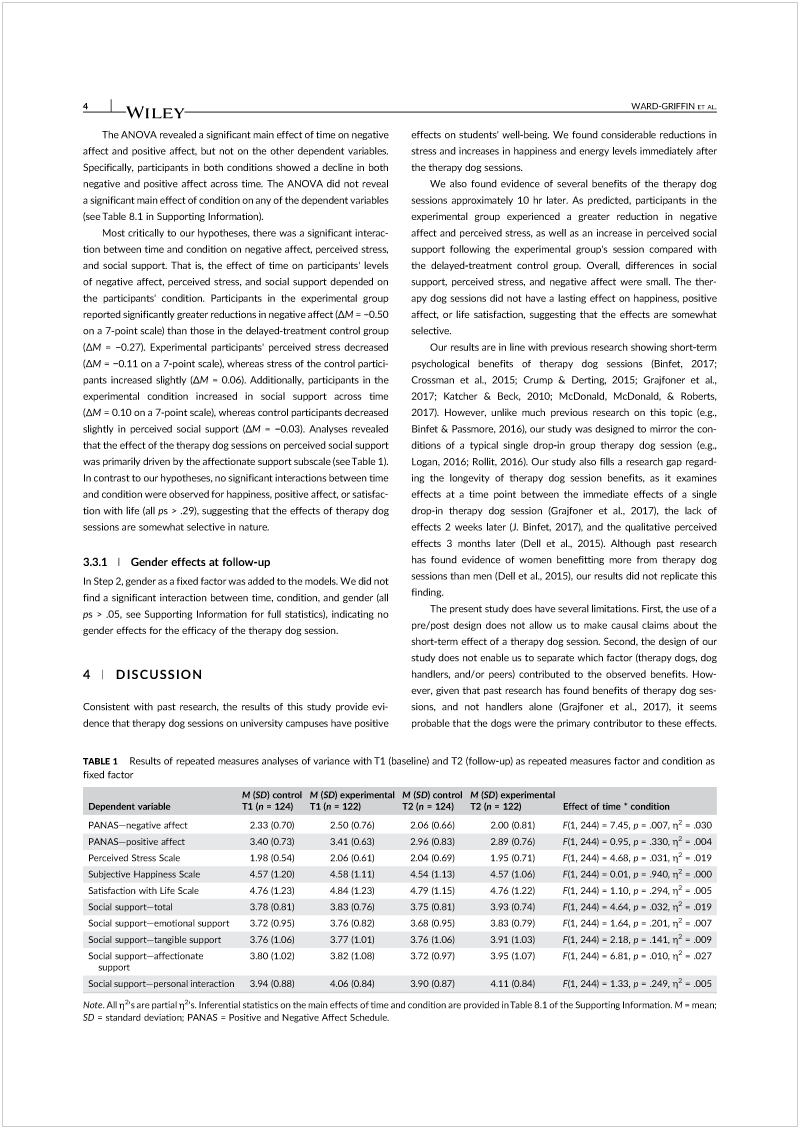 4
WILEY
WARD-GRIFFIN ET AL.
The ANOVA revealed a significant main effect of time on negative
affect and positive affect, but not on the other dependent variables.
Specifically, participants in both conditions showed a decline in both
negative and positive affect across time. The ANOVA did not reveal
a significant main effect of condition on any of the dependent variables
(see Table 8.1 in Supporting Information).
Most critically to our hypotheses, there was a significant interac-
tion between time and condition on negative affect, perceived stress,
and social support. That is, the effect of time on participants' levels
of negative affect, perceived stress, and social support depended on
the participants' condition. Participants in the experimental group
reported significantly greater reductions in negative affect (ΔM = −0.50
on a 7-point scale) than those in the delayed-treatment control group
(ΔM = −0.27). Experimental participants' perceived stress decreased
(ΔM = −0.11 on a 7-point scale), whereas stress of the control partici-
pants increased slightly (ΔM = 0.06). Additionally, participants in the
experimental condition increased in social support across time
(ΔM = 0.10 on a 7-point scale), whereas control participants decreased
slightly in perceived social support (ΔM = −0.03). Analyses revealed
that the effect of the therapy dog sessions on perceived social support
was primarily driven by the affectionate support subscale (see Table 1).
In contrast to our hypotheses, no significant interactions between time
and condition were observed for happiness, positive affect, or satisfac-
tion with life (all ps > .29), suggesting that the effects of therapy dog
sessions are somewhat selective in nature.
3.3.1 | Gender effects at follow-up
In Step 2, gender as a fixed factor was added to the models. We did not
find a significant interaction between time, condition, and gender (all
ps > .05, see Supporting Information for full statistics), indicating no
gender effects for the efficacy of the therapy dog session.
4 | DISCUSSION
Consistent with past research, the results of this study provide evi-
dence that therapy dog sessions on university campuses have positive
effects on students' well-being. We found considerable reductions in
stress and increases in happiness and energy levels immediately after
the therapy dog sessions.
We also found evidence of several benefits of the therapy dog
sessions approximately 10 hr later. As predicted, participants in the
experimental group experienced a greater reduction in negative
affect and perceived stress, as well as an increase in perceived social
support following the experimental group's session compared with
the delayed-treatment control group. Overall, differences in social
support, perceived stress, and negative affect were small. The ther-
apy dog sessions did not have a lasting effect on happiness, positive
affect, or life satisfaction, suggesting that the effects are somewhat
selective.
Our results are in line with previous research showing short-term
psychological benefits of therapy dog sessions (Binfet, 2017;
Crossman et al., 2015; Crump & Derting, 2015; Grajfoner et al.,
2017; Katcher & Beck, 2010; McDonald, McDonald, & Roberts,
2017). However, unlike much previous research on this topic (e.g.,
Binfet & Passmore, 2016), our study was designed to mirror the con-
ditions of a typical single drop-in group therapy dog session (e.g.,
Logan, 2016; Rollit, 2016). Our study also fills a research gap regard-
ing the longevity of therapy dog session benefits, as it examines
effects at a time point between the immediate effects of a single
drop-in therapy dog session (Grajfoner et al., 2017), the lack of
effects 2 weeks later (J. Binfet, 2017), and the qualitative perceived
effects 3 months later (Dell et al., 2015). Although past research
has found evidence of women benefitting more from therapy dog
sessions than men (Dell et al., 2015), our results did not replicate this
finding.
The present study does have several limitations. First, the use of a
pre/post design does not allow us to make causal claims about the
short-term effect of a therapy dog session. Second, the design of our
study does not enable us to separate which factor (therapy dogs, dog
handlers, and/or peers) contributed to the observed benefits. How-
ever, given that past research has found benefits of therapy dog ses-
sions, and not handlers alone (Grajfoner et al., 2017), it seems
probable that the dogs were the primary contributor to these effects.
TABLE 1 Results of repeated measures analyses of variance with T1 (baseline) and T2 (follow-up) as repeated measures factor and condition as
fixed factor
Dependent variable M (SD) control T1 (n = 124) M (SD) experimental T1 (n = 122) M (SD) control T2 (n = 124) M (SD) experimental T2 (n = 122) Effect of time * condition
PANAS—negative affect 2.33 (0.70) 2.50 (0.76) 2.06 (0.66) 2.00 (0.81) F(1, 244) = 7.45, p = .007, η² = .030
PANAS—positive affect 3.40 (0.73) 3.41 (0.63) 2.96 (0.83) 2.89 (0.76) F(1, 244) = 0.95, p = .330, η² = .004
Perceived Stress Scale 1.98 (0.54) 2.06 (0.61) 2.04 (0.69) 1.95 (0.71) F(1, 244) = 4.68, p = .031, η² = .019
Subjective Happiness Scale 4.57 (1.20) 4.58 (1.11) 4.54 (1.13) 4.57 (1.06) F(1, 244) = 0.01, p = .940, η² = .000
Satisfaction with Life Scale 4.76 (1.23) 4.84 (1.23) 4.79 (1.15) 4.76 (1.22) F(1, 244) = 1.10, p = .294, η² = .005
Social support—total 3.78 (0.81) 3.83 (0.76) 3.75 (0.81) 3.93 (0.74) F(1, 244) = 4.64, p = .032, η² = .019
Social support—emotional support 3.72 (0.95) 3.76 (0.82) 3.68 (0.95) 3.83 (0.79) F(1, 244) = 1.64, p = .201, η² = .007
Social support—tangible support 3.76 (1.06) 3.77 (1.01) 3.76 (1.06) 3.91 (1.03) F(1, 244) = 2.18, p = .141, η² = .009
Social support—affectionate 3.80 (1.02) 3.82 (1.08) 3.72 (0.97) 3.95 (1.07) F(1, 244) = 6.81, p = .010, η² = .027
support
Social support—personal interaction 3.94 (0.88) 4.06 (0.84) 3.90 (0.87) 4.11 (0.84) F(1, 244) = 1.33, p = .249, η² = .005
Note. All η²'s are partial η²'s. Inferential statistics on the main effects of time and condition are provided in Table 8.1 of the Supporting Information. M = mean;
SD = standard deviation; PANAS = Positive and Negative Affect Schedule.